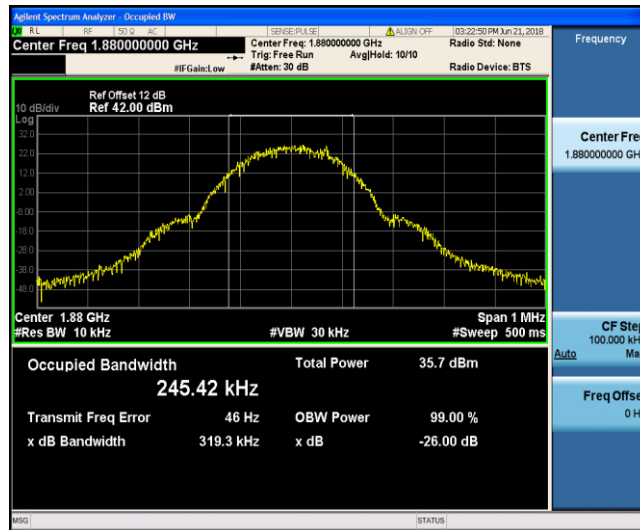 Agilent Spectrum Analyzer - Occupied BW
RL RF 50 Ω AC SENSE:PULSE ALIGN OFF 03:22:50 PM Jun 21, 2018
Center Freq 1.880000000 GHz
Center Freq: 1.880000000 GHz
Radio Std: None
Trig: Free Run Avg|Hold: 10/10
#IFGain:Low #Atten: 30 dB Radio Device: BTS
Frequency
Ref Offset 12 dB
10 dB/div Ref 42.00 dBm
Log
32.0
22.0
12.0
2.00
-8.00
-18.0
-28.0
-38.0
-48.0
Center 1.88 GHz Span 1 MHz
#Res BW 10 kHz #VBW 30 kHz #Sweep 500 ms
Center Fre
1.880000000 GH
CF Ste
100.000 kH
Auto Ma
Freq Offse
0 H
Occupied Bandwidth Total Power 35.7 dBm
245.42 kHz
Transmit Freq Error 46 Hz OBW Power 99.00 %
x dB Bandwidth 319.3 kHz x dB -26.00 dB
MSG STATUS